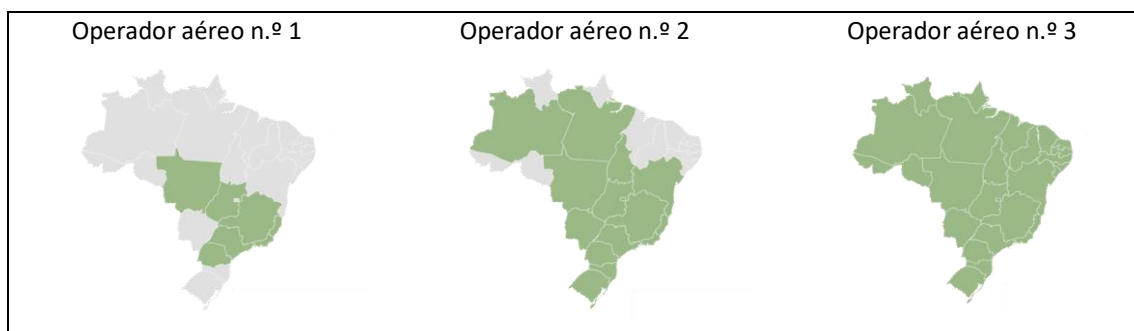 Operador aéreo n.º 1
Operador aéreo n.º 2
Operador aéreo n.º 3